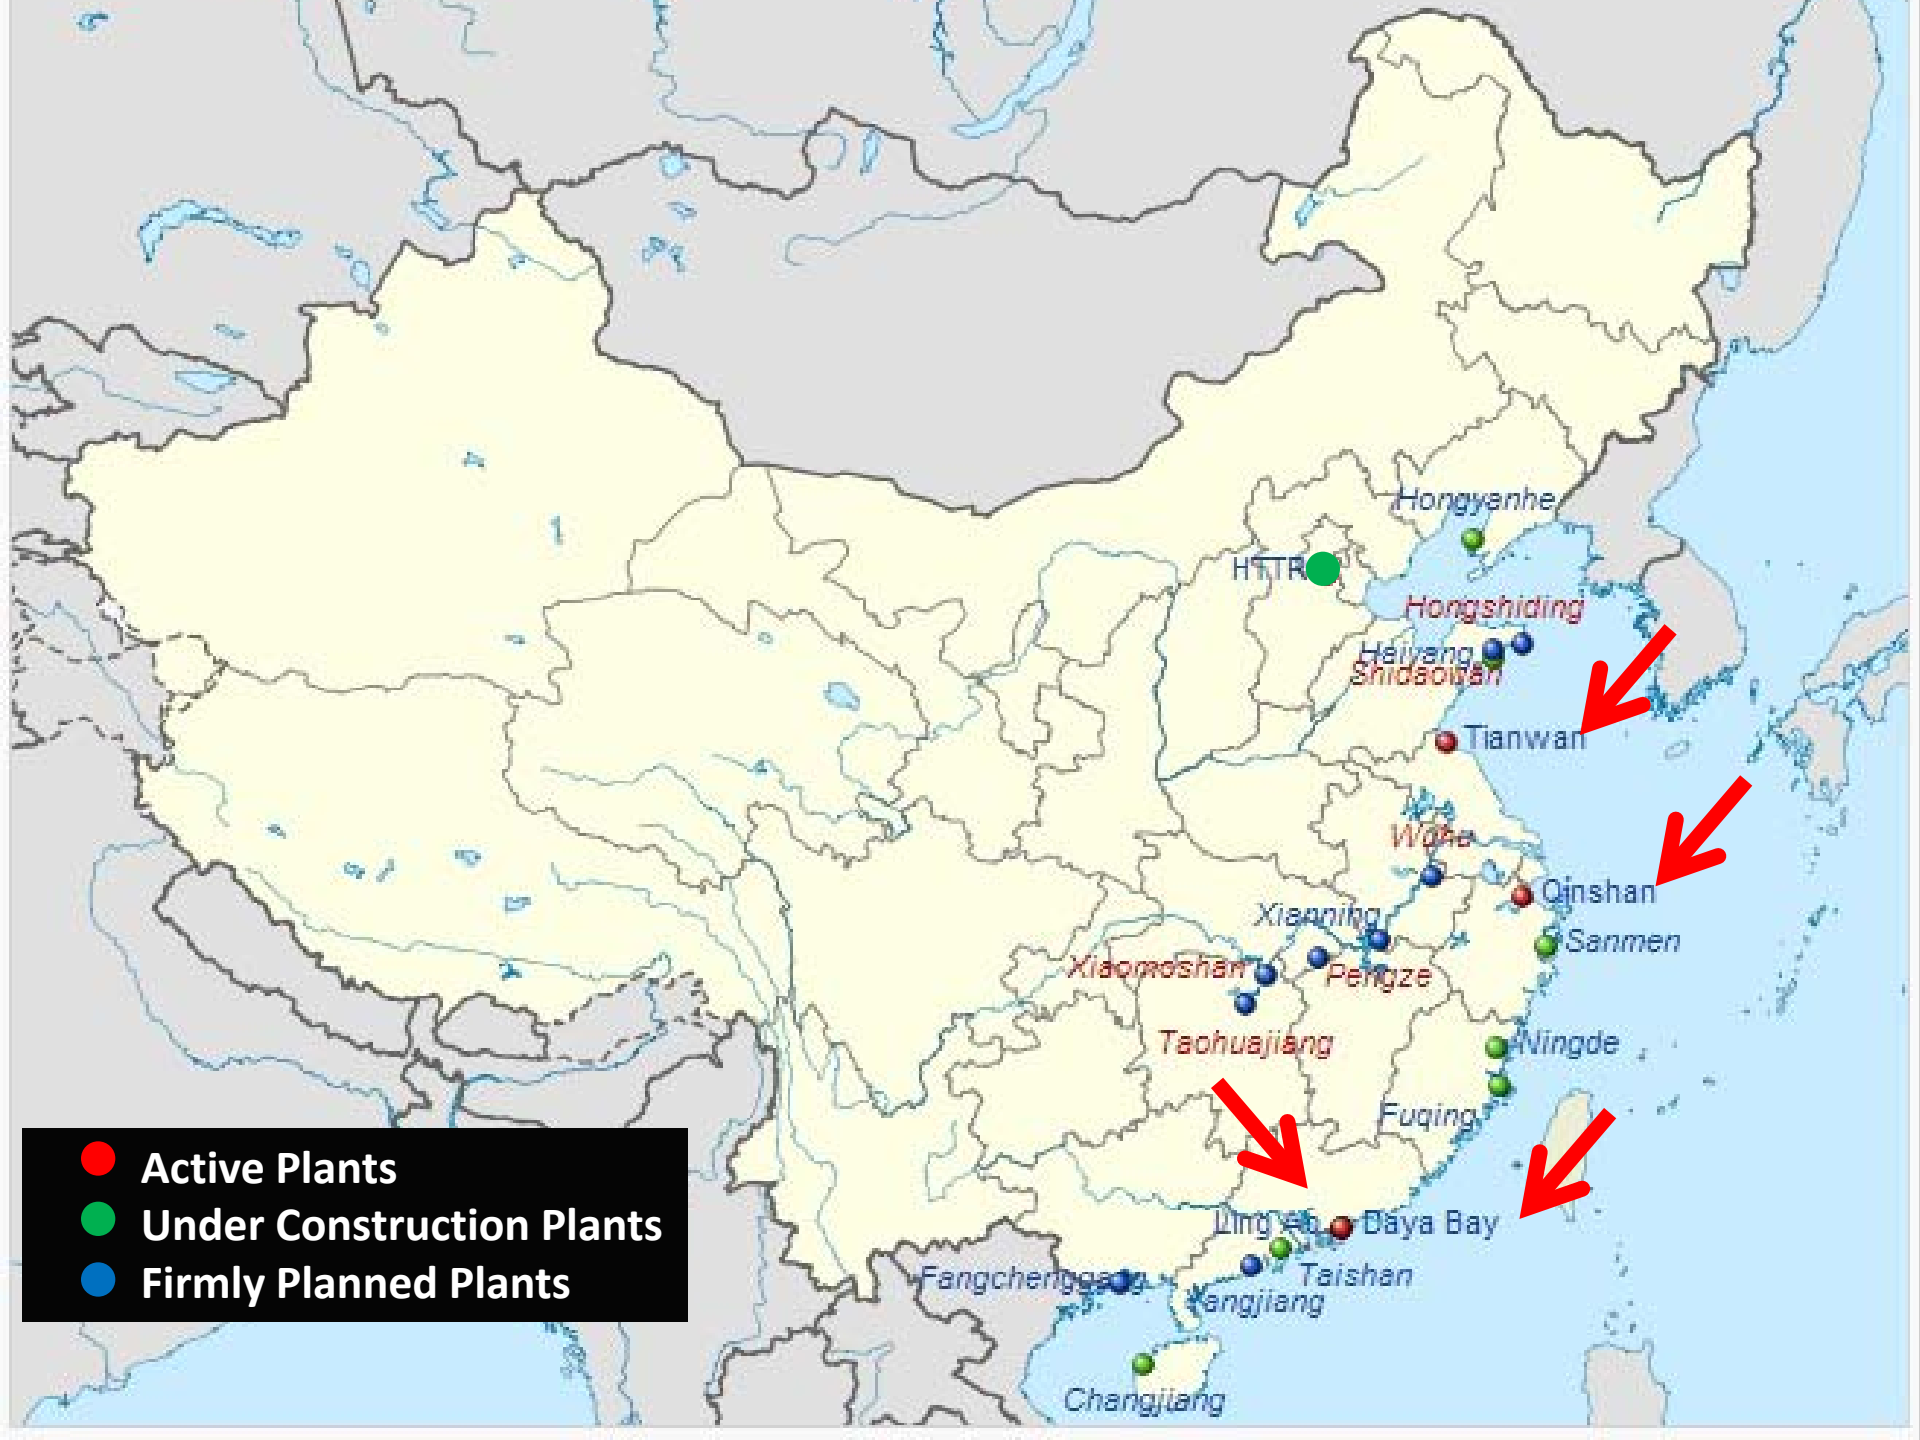 Hongyanhe
HTTR
Hongshiding
Haiyang
Shidaowan
Tianwan
Wuhu
Qinshan
Xianning
Sanmen
Xiaomoshan
Pengze
Taohuajiang
Ningde
Fuqing
Active Plants
Under Construction Plants
Firmly Planned Plants
Ling Ao
Daya Bay
Fangchenggang
Taishan
Yangjiang
Changjiang